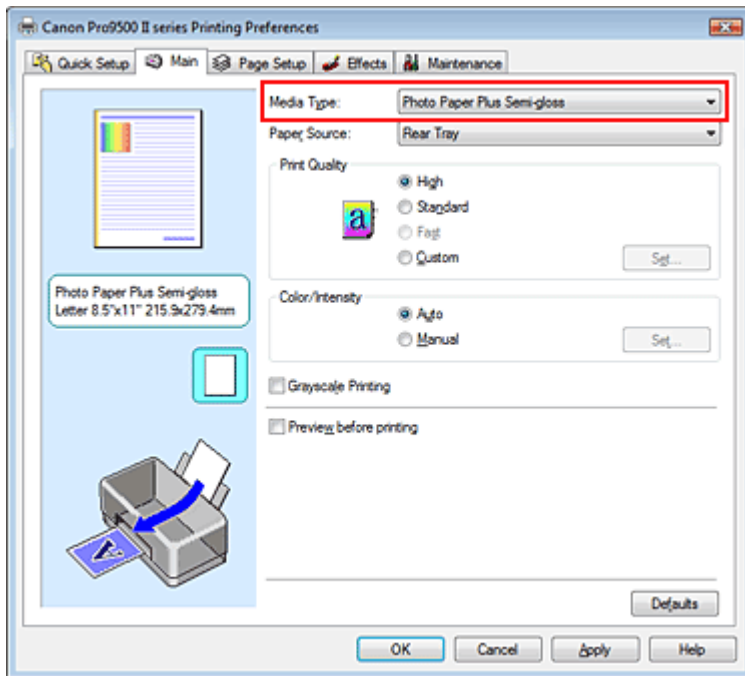 Canon Pro9500 II series Printing Preferences
Quick Setup Main Page Setup Effects Maintenance
Media Type: Photo Paper Plus Semi-gloss
Paper Source: Rear Tray
Print Quality
High
a
Standard
Fast
Custom Set...
Photo Paper Plus Semi-gloss
Letter 8.5"x11" 215.9x279.4mm
Color/Intensity
Auto
Manual Set...
Grayscale Printing
Preview before printing
A
Defaults
OK Cancel Apply Help